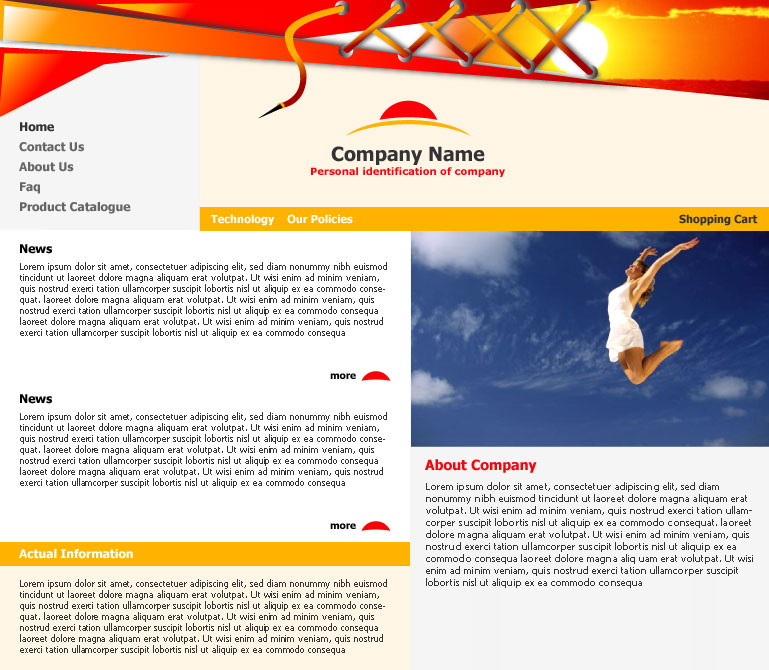 Home
Contact Us
About Us
Faq
Product Catalogue
Company Name
Personal identification of company
Technology Our Policies Shopping Cart
News
Lorem ipsum dolor sit amet, consectetuer adipiscing elit, sed diam nonummy nibh euismod
tincidunt ut laoreet dolore magna aliquam erat volutpat. Ut wisi enim ad minim veniam,
quis nostrud exerci tation ullamcorper suscipit lobortis nisl ut aliquip ex ea commodo conse-
quat. laoreet dolore magna aliquam erat volutpat. Ut wisi enim ad minim veniam, quis
nostrud exerci tation ullamcorper suscipit lobortis nisl ut aliquip ex ea commodo consequa
laoreet dolore magna aliquam erat volutpat. Ut wisi enim ad minim veniam, quis nostrud
exerci tation ullamcorper suscipit lobortis nisl ut aliquip ex ea commodo consequa
more
News
Lorem ipsum dolor sit amet, consectetuer adipiscing elit, sed diam nonummy nibh euismod
tincidunt ut laoreet dolore magna aliquam erat volutpat. Ut wisi enim ad minim veniam,
quis nostrud exerci tation ullamcorper suscipit lobortis nisl ut aliquip ex ea commodo conse-
quat. laoreet dolore magna aliquam erat volutpat. Ut wisi enim ad minim veniam, quis
nostrud exerci tation ullamcorper suscipit lobortis nisl ut aliquip ex ea commodo consequa
laoreet dolore magna aliquam erat volutpat. Ut wisi enim ad minim veniam, quis nostrud
exerci tation ullamcorper suscipit lobortis nisl ut aliquip ex ea commodo consequa
more
Actual Information
Lorem ipsum dolor sit amet, consectetuer adipiscing elit, sed diam nonummy nibh euismod
tincidunt ut laoreet dolore magna aliquam erat volutpat. Ut wisi enim ad minim veniam,
quis nostrud exerci tation ullamcorper suscipit lobortis nisl ut aliquip ex ea commodo conse-
quat. laoreet dolore magna aliquam erat volutpat. Ut wisi enim ad minim veniam, quis
nostrud exerci tation ullamcorper suscipit lobortis nisl ut aliquip ex ea commodo consequa
laoreet dolore magna aliquam erat volutpat. Ut wisi enim ad minim veniam, quis nostrud
exerci tation ullamcorper suscipit lobortis nisl ut aliquip ex ea commodo consequa
About Company
Lorem ipsum dolor sit amet, consectetuer adipiscing elit, sed diam
nonummy nibh euismod tincidunt ut laoreet dolore magna aliquam erat
volutpat. Ut wisi enim ad minim veniam, quis nostrud exerci tation ullam-
corper suscipit lobortis nisl ut aliquip ex ea commodo consequat. laoreet
dolore magna aliquam erat volutpat. Ut wisi enim ad minim veniam, quis
nostrud exerci tation ullamcorper suscipit lobortis nisl ut aliquip ex ea
commodo consequa laoreet dolore magna aliq uam erat volutpat. Ut wisi
enim ad minim veniam, quis nostrud exerci tation ullamcorper suscipit
lobortis nisl ut aliquip ex ea commodo consequa